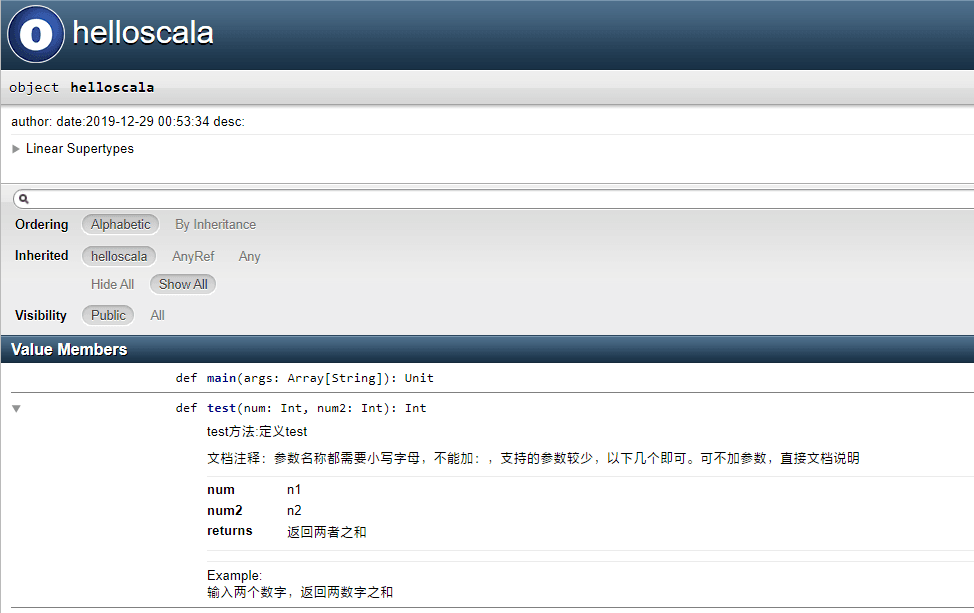 O helloscala
object helloscala
author: date:2019-12-29 00:53:34 desc:
Linear Supertypes
Ordering Alphabetic By Inheritance
Inherited helloscala AnyRef Any
Hide All Show All
Visibility Public All
Value Members
def main(args: Array[String]): Unit
def test(num: Int, num2: Int): Int
test方法:定义test
文档注释：参数名称都需要小写字母，不能加：，支持的参数较少，以下几个即可。可不加参数，直接文档说明
num n1
num2 n2
returns 返回两者之和
Example:
输入两个数字，返回两数字之和